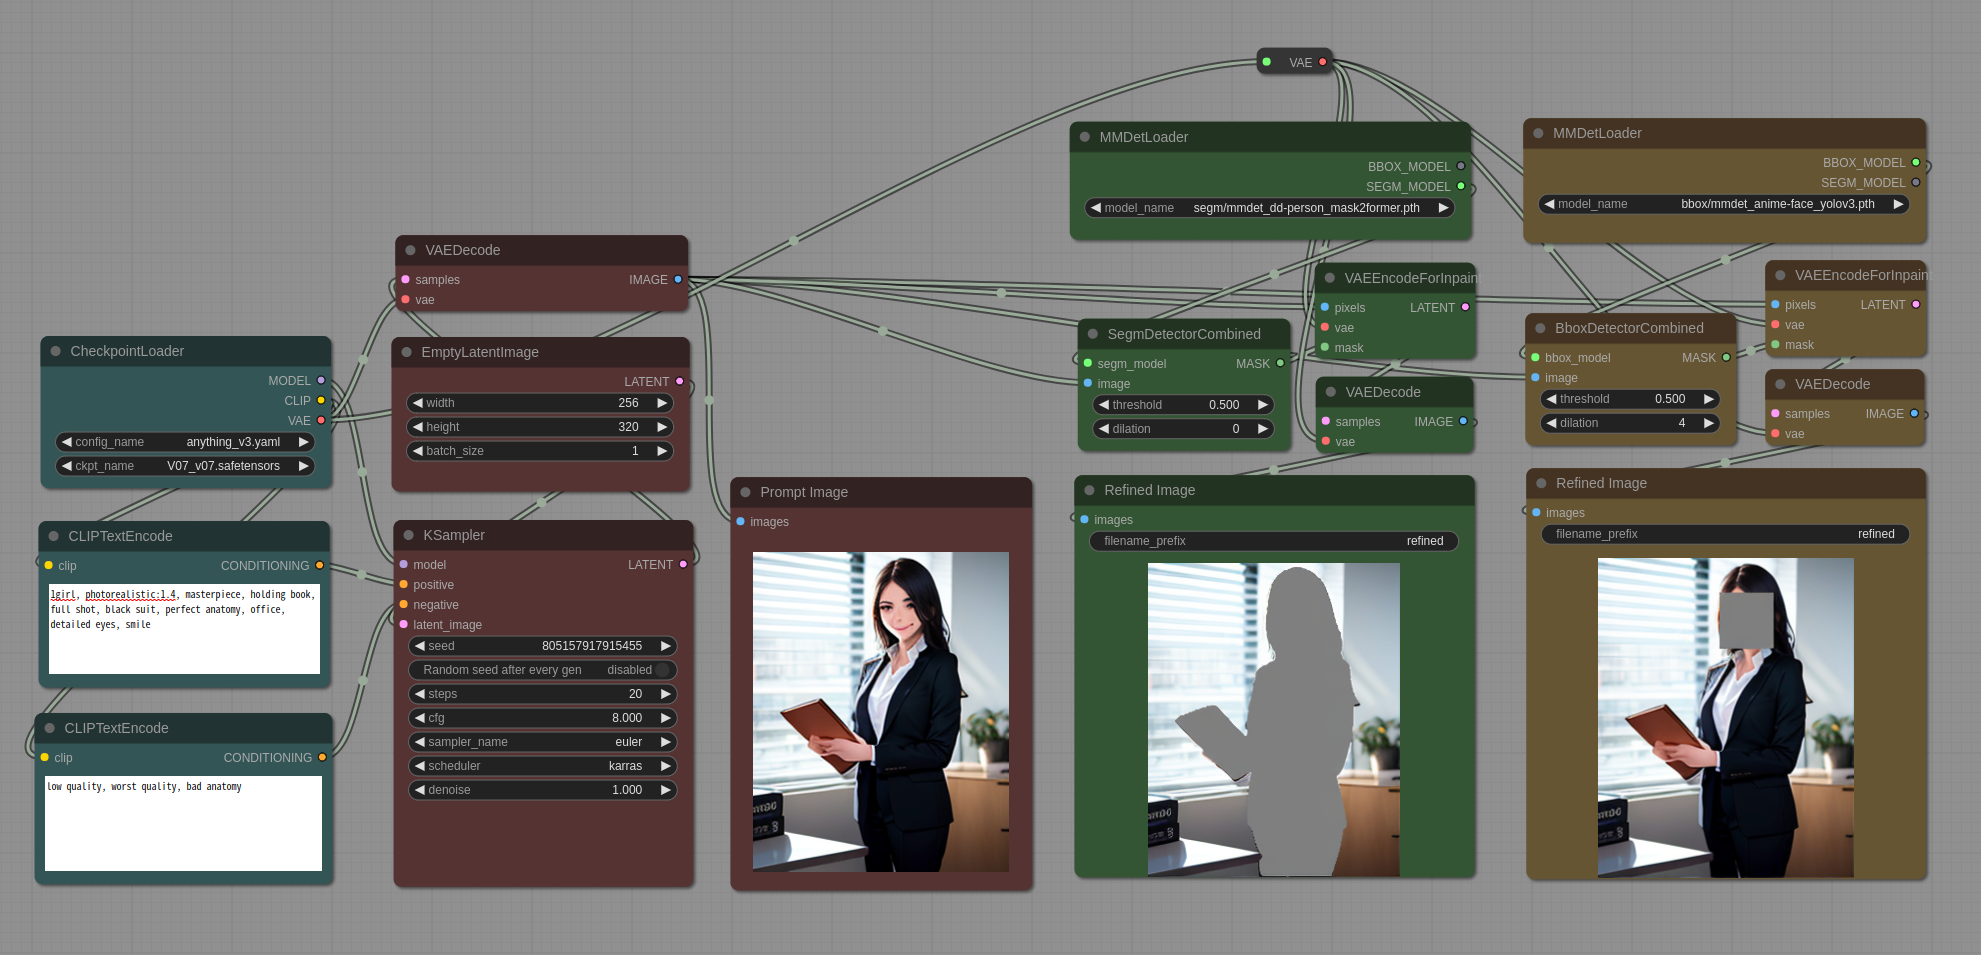 VAE
MMDetLoader
BBOX_MODEL
SEGM_MODEL
model_name segm/mmdet_dd-person_mask2former.pth
MMDetLoader
BBOX_MODEL
SEGM_MODEL
model_name bbox/mmdet_anime-face_yolov3.pth
VAEDecode
samples IMAGE
vae
CheckpointLoader
MODEL
CLIP
VAE
config_name anything_v3.yaml
ckpt_name V07_v07.safetensors
EmptyLatentImage
LATENT
width 256
height 320
batch_size 1
CLIPTextEncode
clip CONDITIONING
1girl, photorealistic:1.4, masterpiece, holding book,
full shot, black suit, perfect anatomy, office,
detailed eyes, smile
CLIPTextEncode
clip CONDITIONING
low quality, worst quality, bad anatomy
KSampler
model LATENT
positive
negative
latent_image
seed 805157917915455
Random seed after every gen disabled
steps 20
cfg 8.000
sampler_name euler
scheduler karras
denoise 1.000
Prompt Image
images
SegmDetectorCombined
segm_model MASK
image
threshold 0.500
dilation 0
VAEEncodeForInpain
pixels LATENT
vae
mask
VAEDecode
samples IMAGE
vae
Refined Image
images
filename_prefix refined
BboxDetectorCombined
bbox_model MASK
image
threshold 0.500
dilation 4
VAEEncodeForInpain
pixels LATENT
vae
mask
VAEDecode
samples IMAGE
vae
Refined Image
images
filename_prefix refined